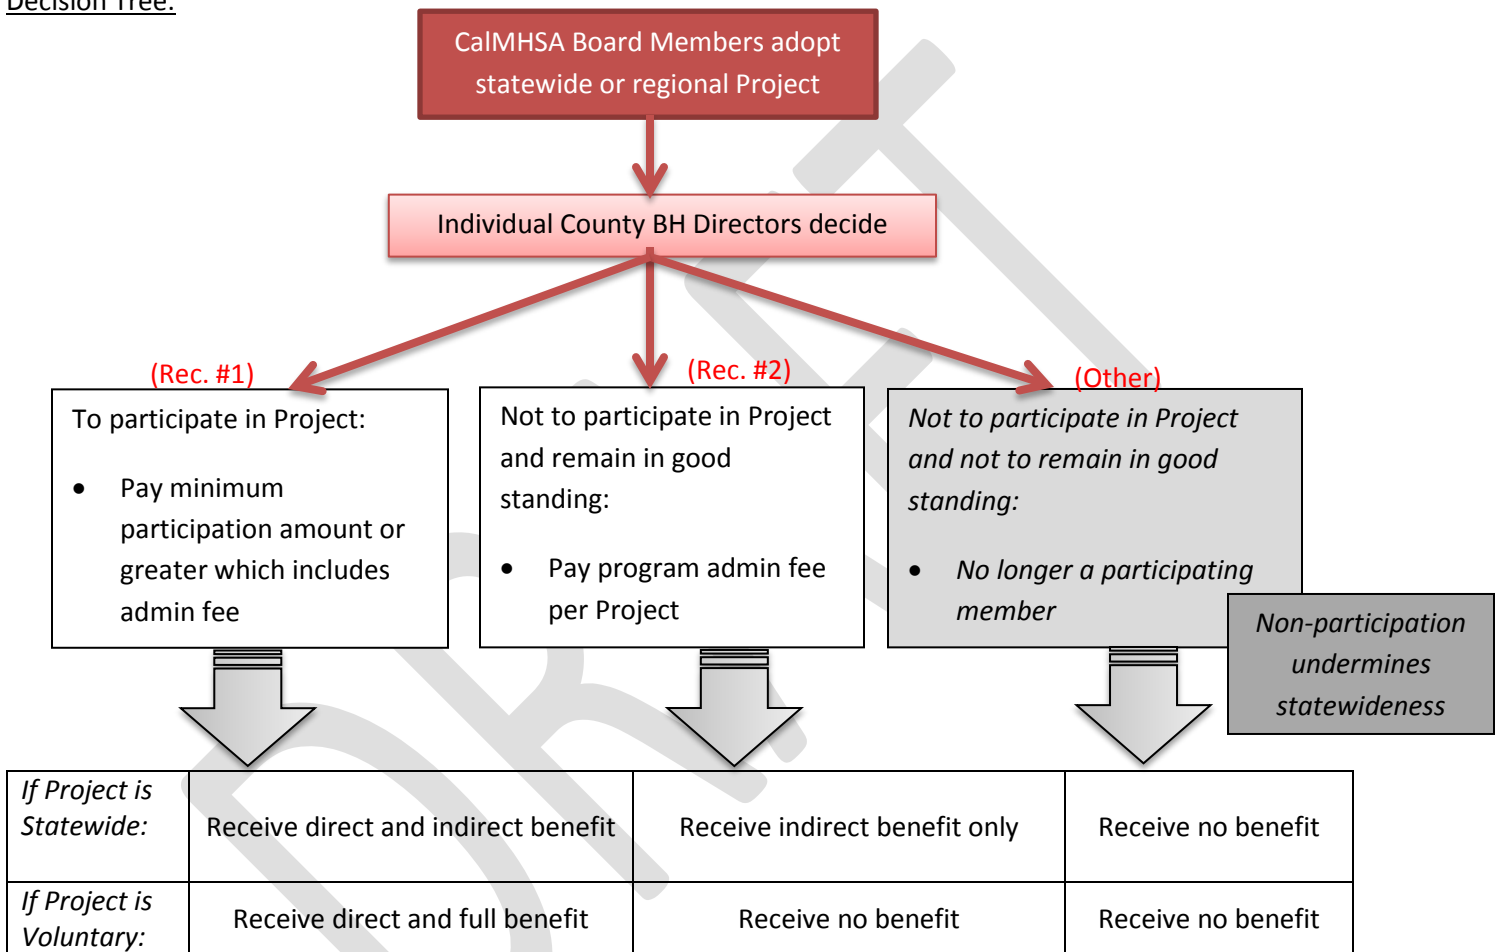 Decision Tree:
CalMHSA Board Members adopt
statewide or regional Project
Individual County BH Directors decide
(Rec. #1)
(Rec. #2)
(Other)
To participate in Project:
• Pay minimum
participation amount or
greater which includes
admin fee
Not to participate in Project
and remain in good
standing:
• Pay program admin fee
per Project
Not to participate in Project
and not to remain in good
standing:
• No longer a participating
member
Non-participation
undermines
statewideness
If Project is
Statewide:
Receive direct and indirect benefit
Receive indirect benefit only
Receive no benefit
If Project is
Voluntary:
Receive direct and full benefit
Receive no benefit
Receive no benefit
DRAFT